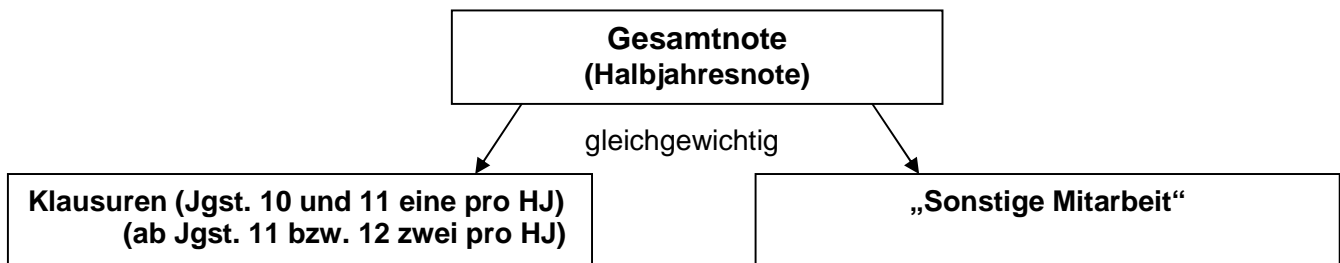 Gesamtnote
(Halbjahresnote)
gleichgewichtig
Klausuren (Jgst. 10 und 11 eine pro HJ)
(ab Jgst. 11 bzw. 12 zwei pro HJ)
„Sonstige Mitarbeit“